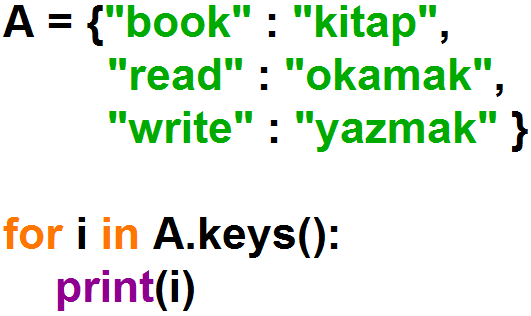 A = {"book" : "kitap",
"read" : "okamak",
"write" : "yazmak" }
for i in A.keys():
print(i)